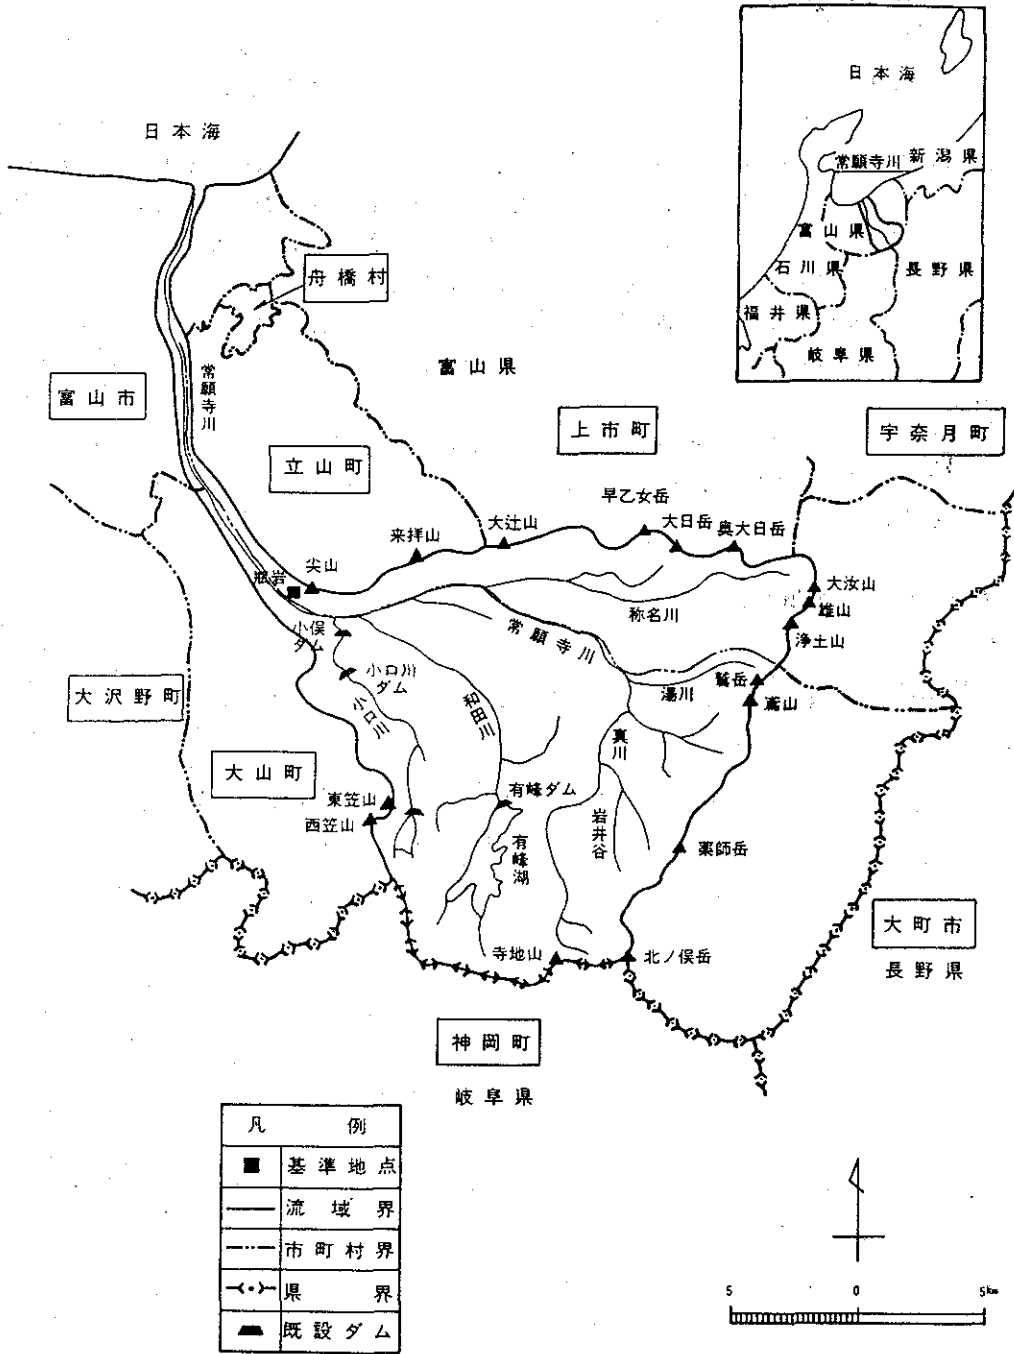 日本海
日本海
常願寺川
新潟県
富山県
石川県
長野県
福井県
岐阜県
舟橋村
富山県
富山市
常願寺川
立山町
上市町
宇奈月町
早乙女岳
大日岳
奥大日岳
大辻山
来拝山
尖山
瓶岩
大汝山
雄山
浄土山
称名川
常願寺川
小俣
ダム
小口川
ダム
小口川
和田川
湯川
鷲岳
鳶山
真川
大沢野町
大山町
東笠山
西笠山
有峰ダム
有峰湖
岩井谷
薬師岳
寺地山
北ノ俣岳
大町市
長野県
神岡町
岐阜県
凡例
基準地点
流域界
市町村界
県界
既設ダム
5 0 5km